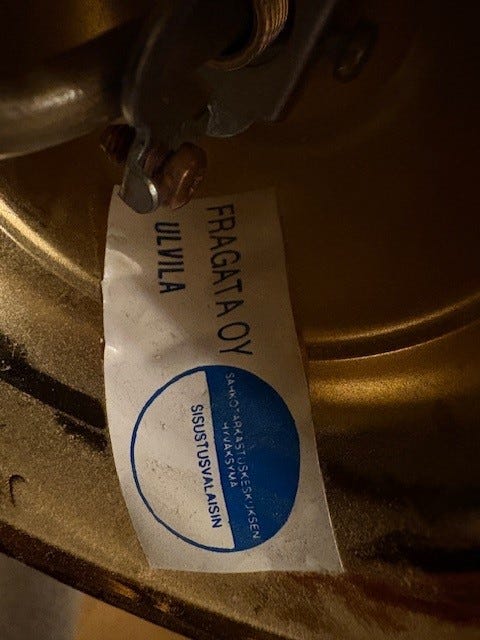 FRAGATA OY
ULVILA
SÄHKÖTARKASTUSKESKUKSEN
HYVÄKSYMÄ
SISUSTUSVALAISIN